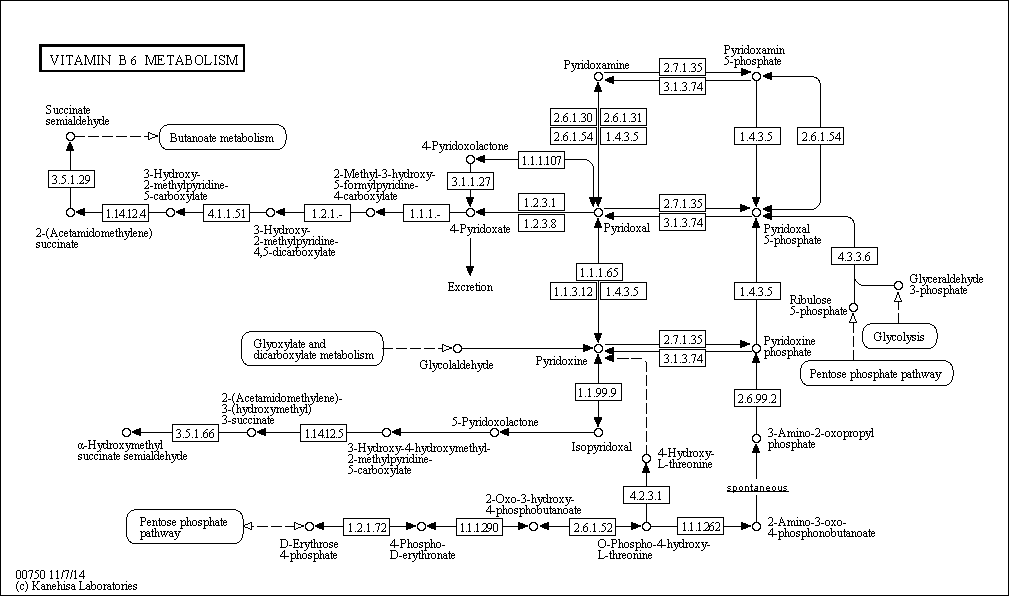 VITAMIN B6 METABOLISM
Pyridoxamine
2.7.1.35
3.1.3.74
Pyridoxamin
5-phosphate
Succinate
semialdehyde
Butanoate metabolism
2.6.1.30
2.6.1.31
2.6.1.54
1.4.3.5
1.4.3.5
2.6.1.54
4-Pyridoxolactone
1.1.1.107
3.5.1.29
3-Hydroxy-
2-methylpyridine-
5-carboxylate
2-Methyl-3-hydroxy-
5-formylpyridine-
4-carboxylate
3.1.1.27
1.14.12.4
4.1.1.51
1.2.1.-
1.1.1.-
1.2.3.1
1.2.3.8
2.7.1.35
3.1.3.74
2-(Acetamidomethylene)
succinate
3-Hydroxy-
2-methylpyridine-
4,5-dicarboxylate
4-Pyridoxate
Pyridoxal
Pyridoxal
5-phosphate
Excretion
1.1.1.65
1.1.3.12
1.4.3.5
1.4.3.5
4.3.3.6
Glyceraldehyde
3-phosphate
Ribulose
5-phosphate
Glycolysis
Pentose phosphate pathway
Glyoxylate and
dicarboxylate metabolism
Glycolaldehyde
Pyridoxine
2.7.1.35
3.1.3.74
Pyridoxine
phosphate
1.1.99.9
2.6.99.2
2-(Acetamidomethylene)-
3-(hydroxymethyl)
3-succinate
5-Pyridoxolactone
3.5.1.66
1.14.12.5
α-Hydroxymethyl
succinate semialdehyde
3-Hydroxy-4-hydroxymethyl-
2-methylpyridine-
5-carboxylate
Isopyridoxal
4-Hydroxy-
L-threonine
3-Amino-2-oxopropyl
phosphate
spontaneous
4.2.3.1
2-Oxo-3-hydroxy-
4-phosphobutanoate
Pentose phosphate
pathway
1.2.1.72
1.1.1.290
2.6.1.52
1.1.1.262
D-Erythrose
4-phosphate
4-Phospho-
D-erythronate
O-Phospho-4-hydroxy-
L-threonine
2-Amino-3-oxo-
4-phosphonobutanoate
00750 11/7/14
(c) Kanehisa Laboratories